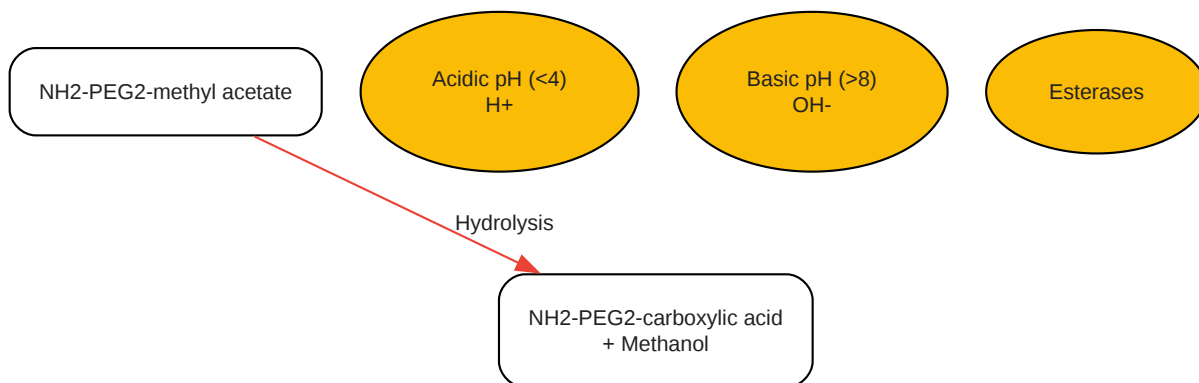 NH2-PEG2-methyl acetate
Acidic pH (<4)
H+
Basic pH (>8)
OH-
Esterases
Hydrolysis
NH2-PEG2-carboxylic acid
+ Methanol